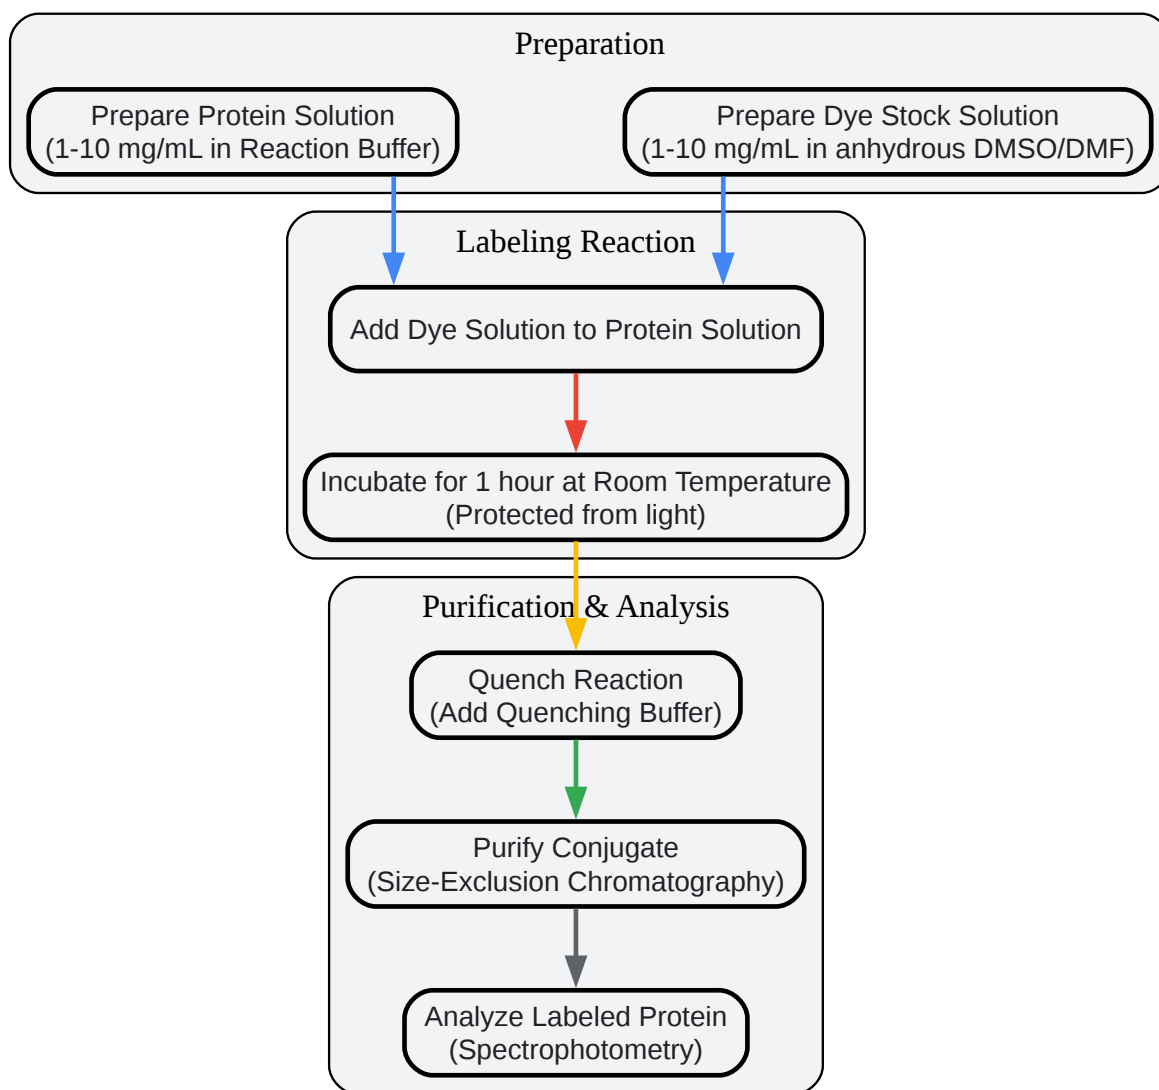 Preparation
Prepare Protein Solution
(1-10 mg/mL in Reaction Buffer)
Prepare Dye Stock Solution
(1-10 mg/mL in anhydrous DMSO/DMF)
Labeling Reaction
Add Dye Solution to Protein Solution
Incubate for 1 hour at Room Temperature
(Protected from light)
Purification & Analysis
Quench Reaction
(Add Quenching Buffer)
Purify Conjugate
(Size-Exclusion Chromatography)
Analyze Labeled Protein
(Spectrophotometry)